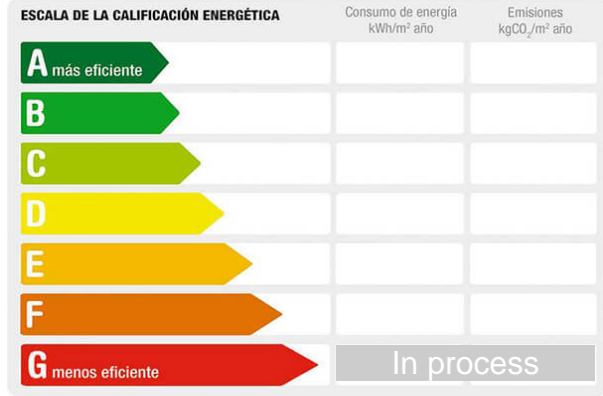 ESCALA DE LA CALIFICACIÓN ENERGÉTICA
Consumo de energía
kWh/m² año
Emisiones
kgCO₂/m² año
A más eficiente
B
C
D
E
F
G menos eficiente
In process